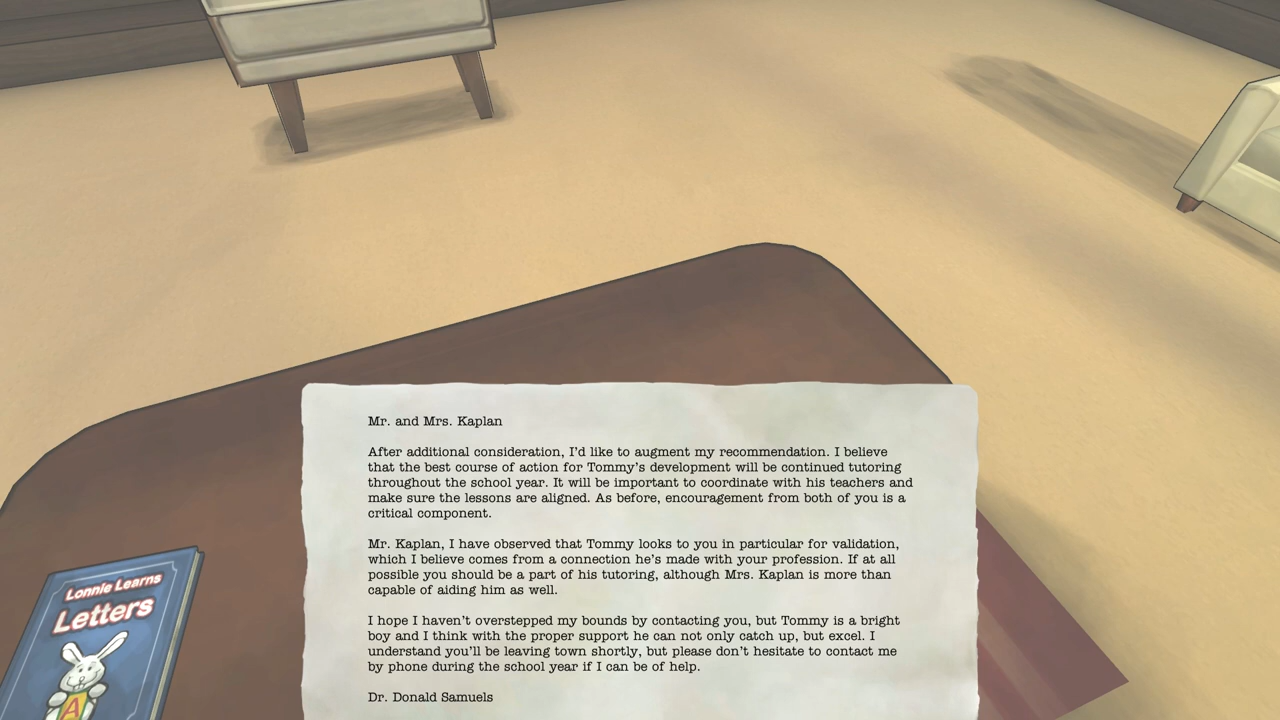 Mr. and Mrs. Kaplan
After additional consideration, I'd like to augment my recommendation. I believe
that the best course of action for Tommy's development will be continued tutoring
throughout the school year. It will be important to coordinate with his teachers and
make sure the lessons are aligned. As before, encouragement from both of you is a
critical component.
Mr. Kaplan, I have observed that Tommy looks to you in particular for validation,
which I believe comes from a connection he's made with your profession. If at all
possible you should be a part of his tutoring, although Mrs. Kaplan is more than
capable of aiding him as well.
I hope I haven't overstepped my bounds by contacting you, but Tommy is a bright
boy and I think with the proper support he can not only catch up, but excel. I
understand you'll be leaving town shortly, but please don't hesitate to contact me
by phone during the school year if I can be of help.
Dr. Donald Samuels
Lonnie Learns
Letters
A